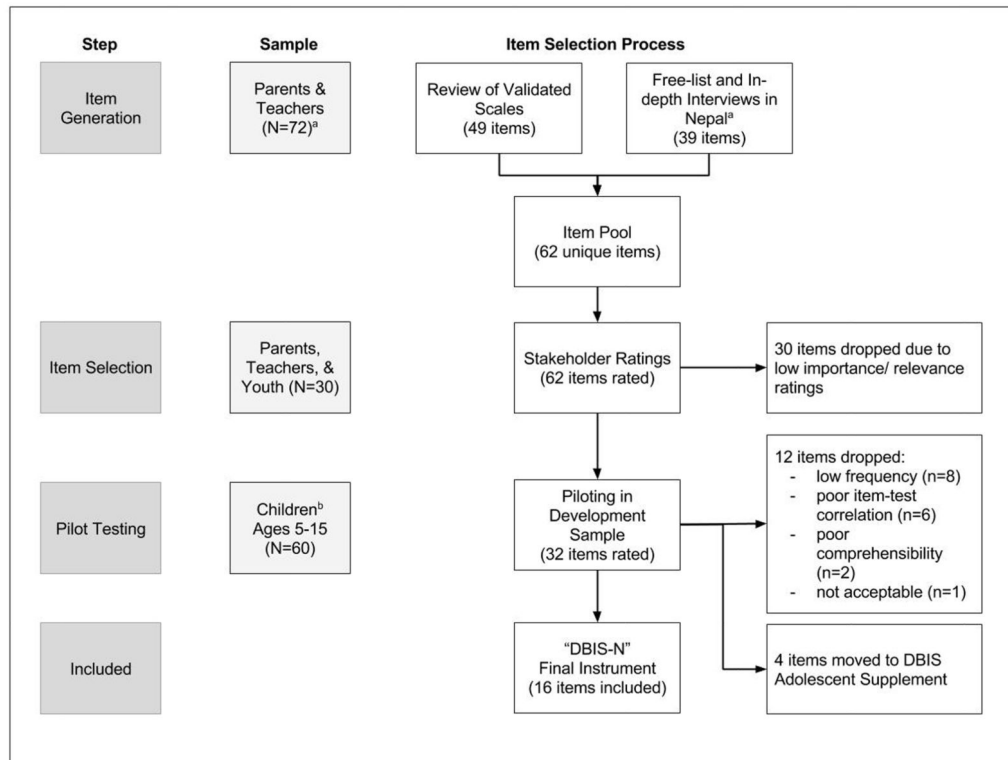 Step
Sample
Item Selection Process
Item
Generation
Parents &
Teachers
(N=72)ᵃ
Review of Validated
Scales
(49 items)
Free-list and In-
depth Interviews in
Nepalᵃ
(39 items)
Item Pool
(62 unique items)
Item Selection
Parents,
Teachers, &
Youth (N=30)
Stakeholder Ratings
(62 items rated)
30 items dropped due to
low importance/ relevance
ratings
Pilot Testing
Childrenᵇ
Ages 5-15
(N=60)
Piloting in
Development
Sample
(32 items rated)
12 items dropped:
- low frequency (n=8)
- poor item-test
correlation (n=6)
- poor
comprehensibility
(n=2)
- not acceptable (n=1)
Included
“DBIS-N”
Final Instrument
(16 items included)
4 items moved to DBIS
Adolescent Supplement